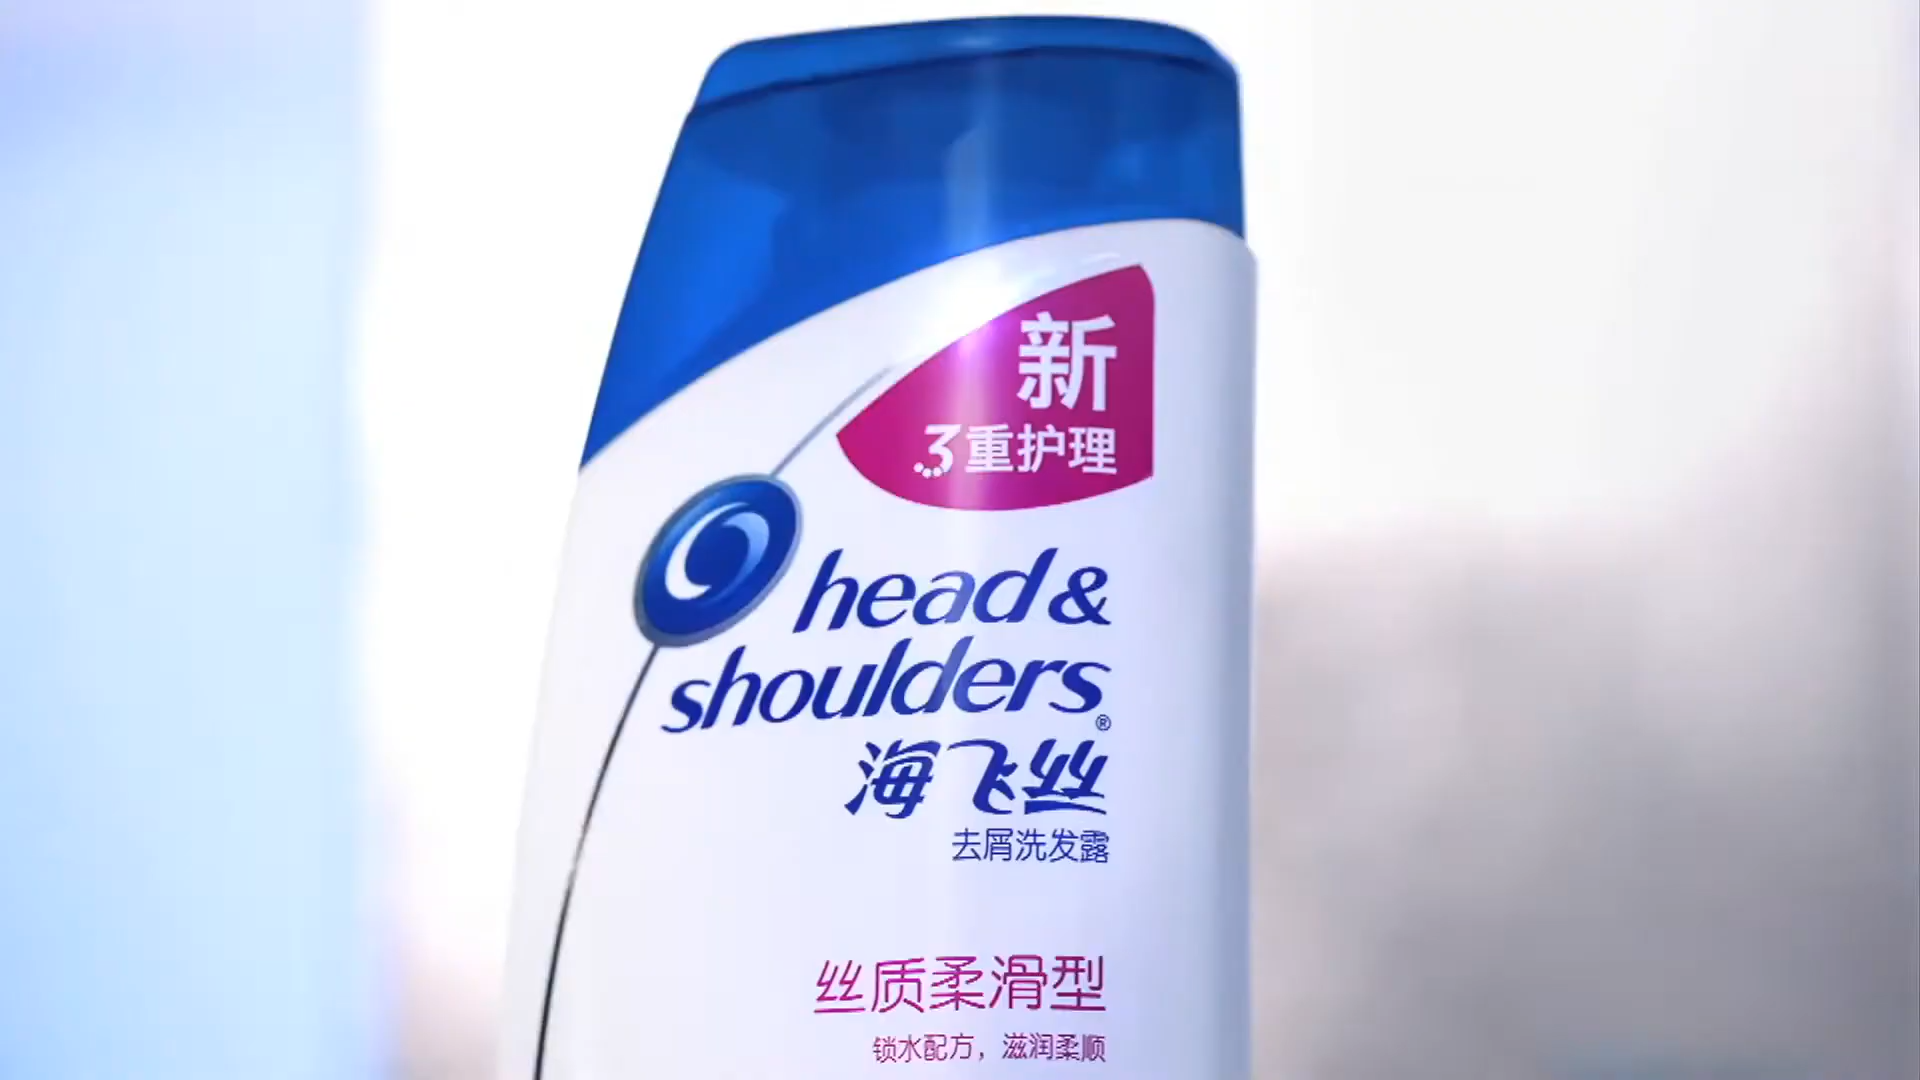 新
3重护理
head &
shoulders®
海飞丝
去屑洗发露
丝质柔滑型
锁水配方，滋润柔顺